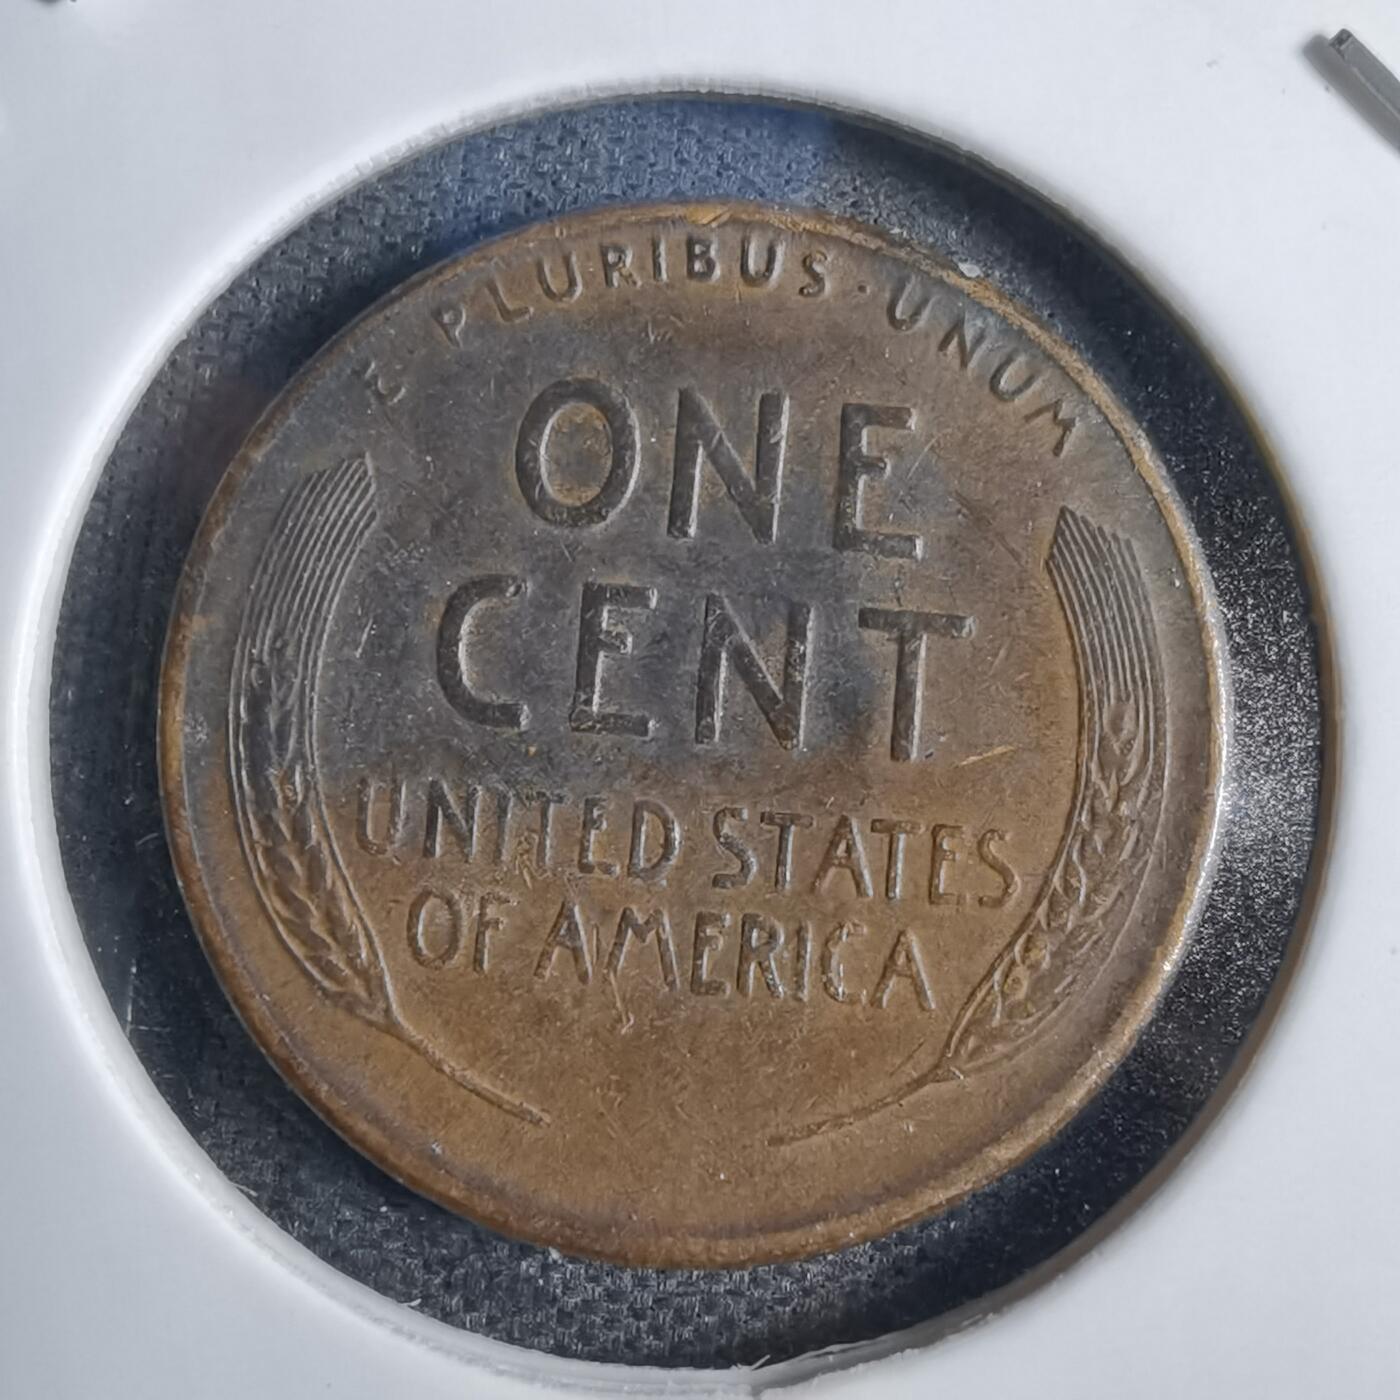 E PLURIBUS·UNUM
ONE
CENT
UNITED STATES
OF AMERICA